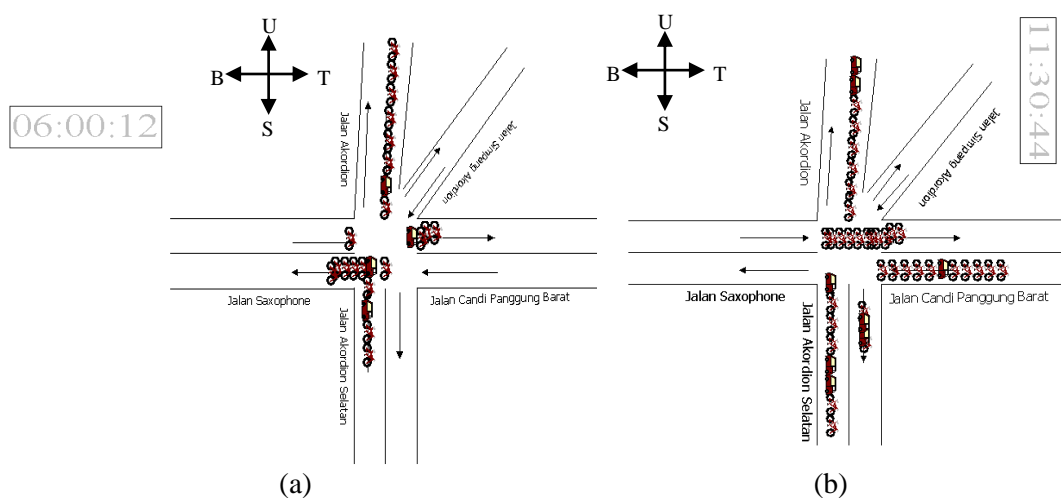 U
B T
S
06:00:12
Jalan Akordion
Jalan Simpang Akordion
Jalan Saxophone
Jalan Candi Panggung Barat
Jalan Akordion Selatan
(a)
U
B T
S
11:30:44
Jalan Akordion
Jalan Simpang Akordion
Jalan Saxophone
Jalan Candi Panggung Barat
Jalan Akordion Selatan
(b)